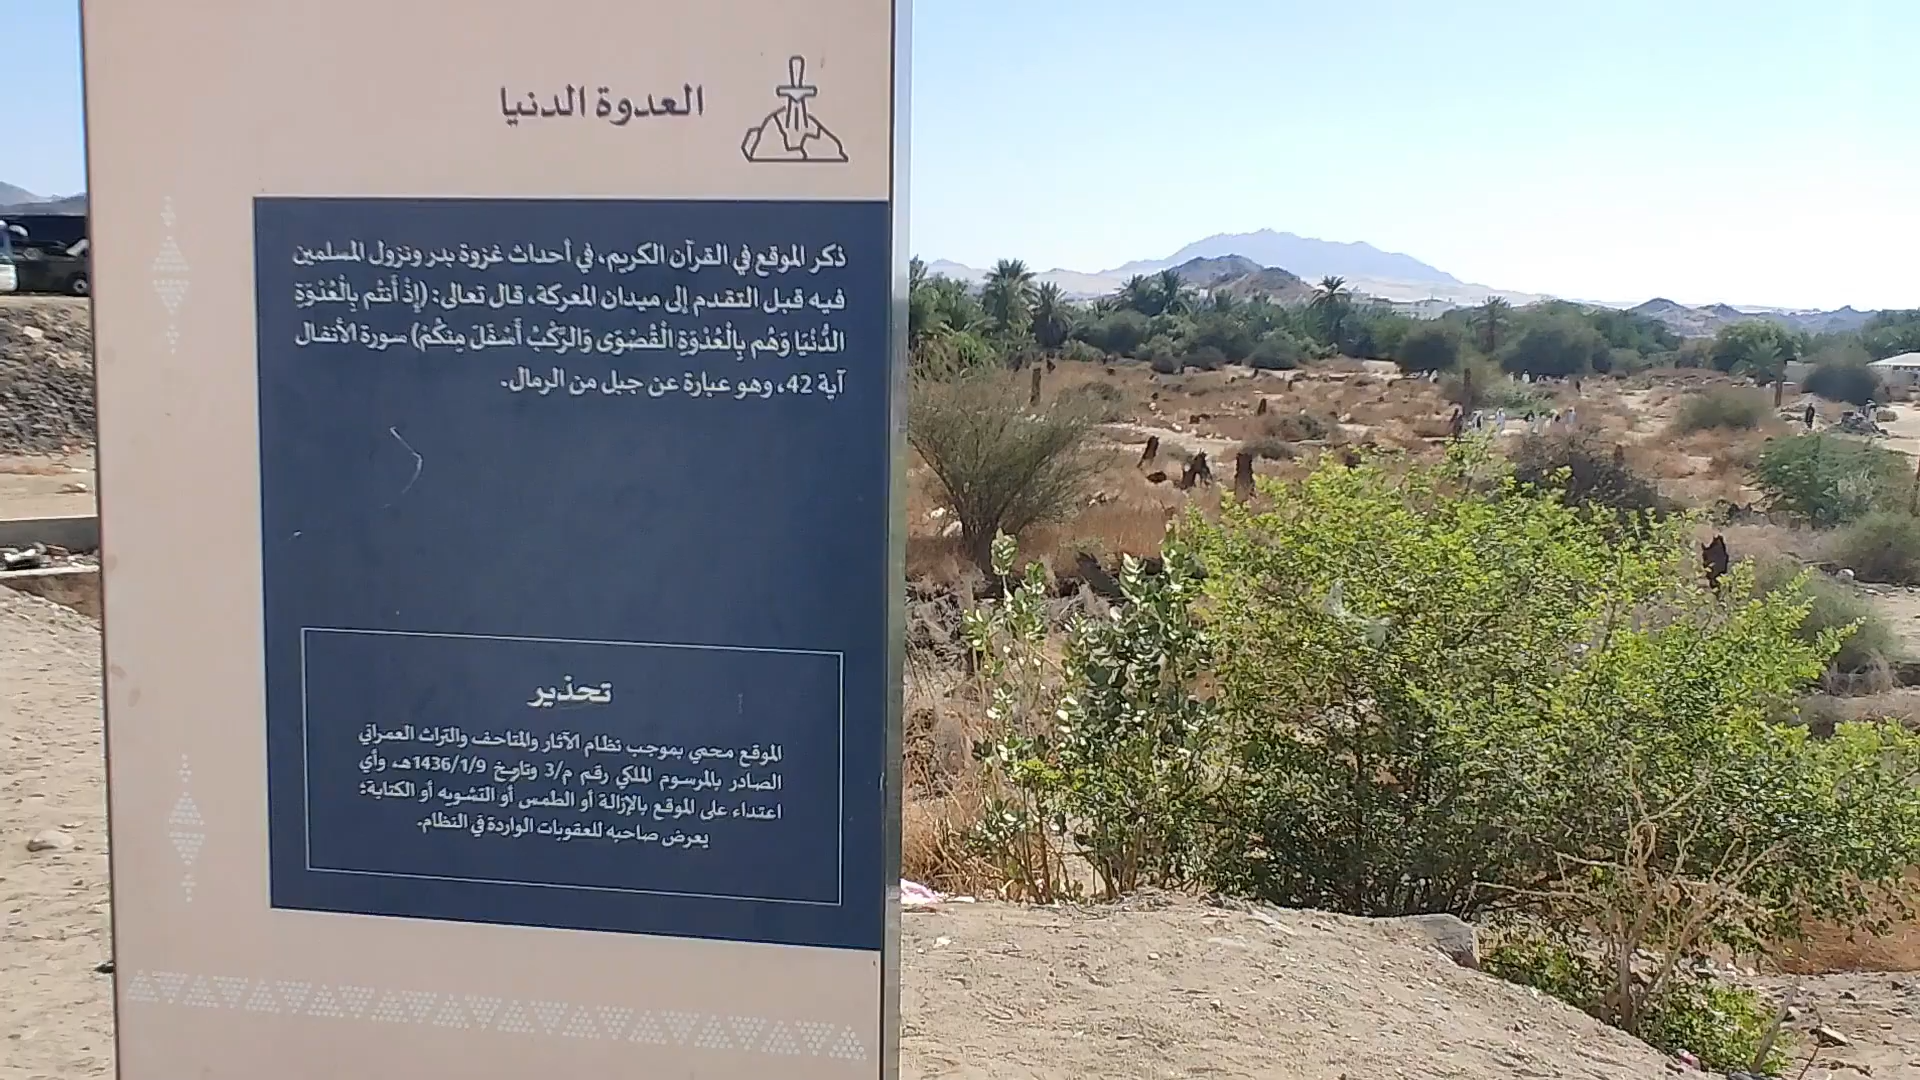 العدوة الدنيا
ذكر الموقع في القرآن الكريم، في أحداث غزوة بدر ونزول المسلمين
فيه قبل التقدم إلى ميدان المعركة، قال تعالى: (إِذْ أَنتُم بِالْعُدْوَةِ
الدُّنْيَا وَهُم بِالْعُدْوَةِ الْقُصْوَى وَالرَّكْبُ أَسْفَلَ مِنكُمْ) سورة الأنفال
آية 42، وهو عبارة عن جبل من الرمال.
تحذير
الموقع محمي بموجب نظام الآثار والمتاحف والتراث العمراني
الصادر بالمرسوم الملكي رقم م/3 وتاريخ 1436/1/9هـ، وأي
اعتداء على الموقع بالإزالة أو الطمس أو التشويه أو الكتابة؛
يعرض صاحبه للعقوبات الواردة في النظام.